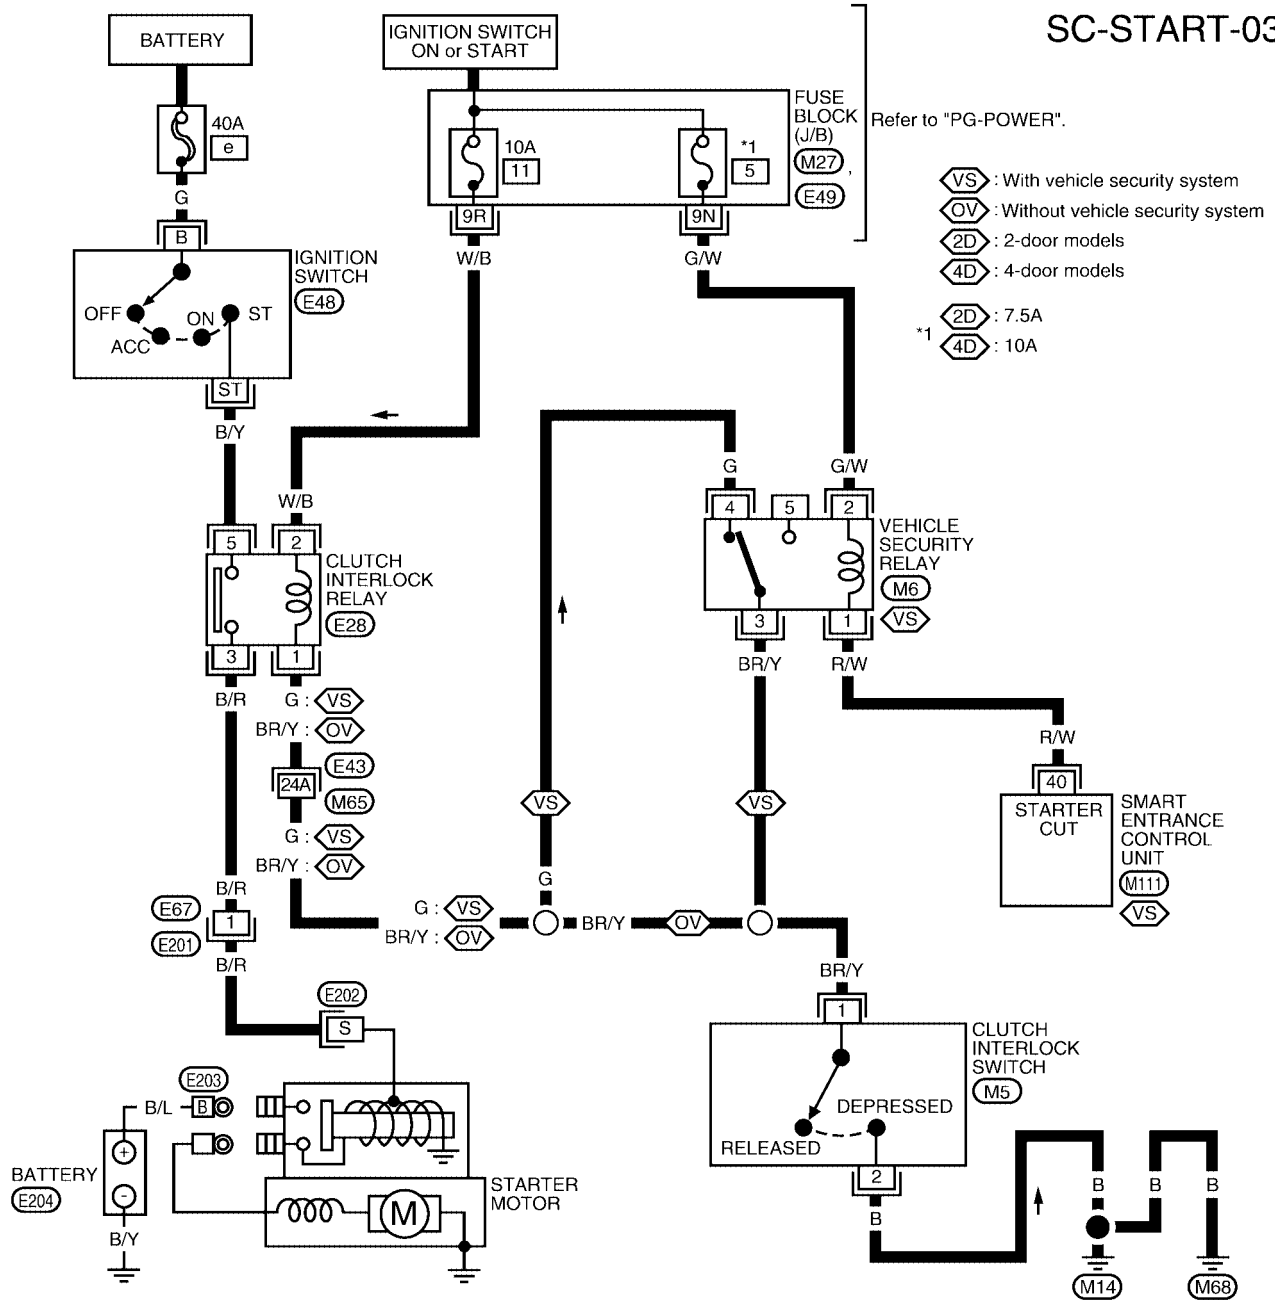 SC-START-03
BATTERY
IGNITION SWITCH
ON or START
40A
e
G
B
FUSE
BLOCK
(J/B)
M27 ,
E49
Refer to "PG-POWER".
10A
11
*1
5
9R
9N
W/B
G/W
VS : With vehicle security system
OV : Without vehicle security system
2D : 2-door models
4D : 4-door models
*1
2D : 7.5A
4D : 10A
IGNITION
SWITCH
E48
OFF
ACC
ON
ST
ST
B/Y
W/B
G
G/W
5
2
CLUTCH
INTERLOCK
RELAY
E28
3
1
4
5
2
VEHICLE
SECURITY
RELAY
M6
VS
3
1
B/R
G : VS
BR/Y : OV
E43
24A
M65
G : VS
BR/Y : OV
BR/Y
R/W
R/W
40
STARTER
CUT
SMART
ENTRANCE
CONTROL
UNIT
M111
VS
VS
VS
G
B/R
E67
1
E201
B/R
G : VS
BR/Y : OV
BR/Y
OV
BR/Y
E202
S
1
CLUTCH
INTERLOCK
SWITCH
M5
DEPRESSED
RELEASED
2
B
E203
B/L
B
BATTERY
E204
+
-
B/Y
STARTER
MOTOR
M
B
B
B
M14
M68